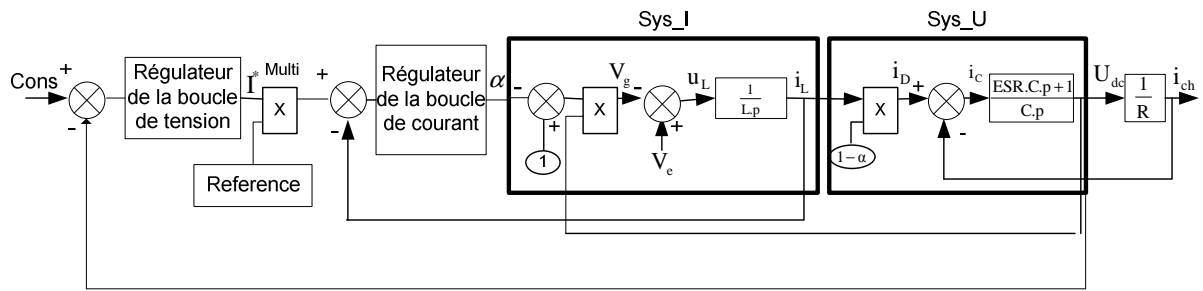 Sys_I
Sys_U
Cons
+
-
Régulateur
de la boucle
de tension
I*
Multi
X
Reference
+
-
Régulateur
de la boucle
de courant
α
-
+
1
X
V_g
-
+
V_e
u_L
1
L.p
i_L
X
1-α
i_D
+
-
i_C
ESR.C.p+1
C.p
U_dc
1
R
i_ch